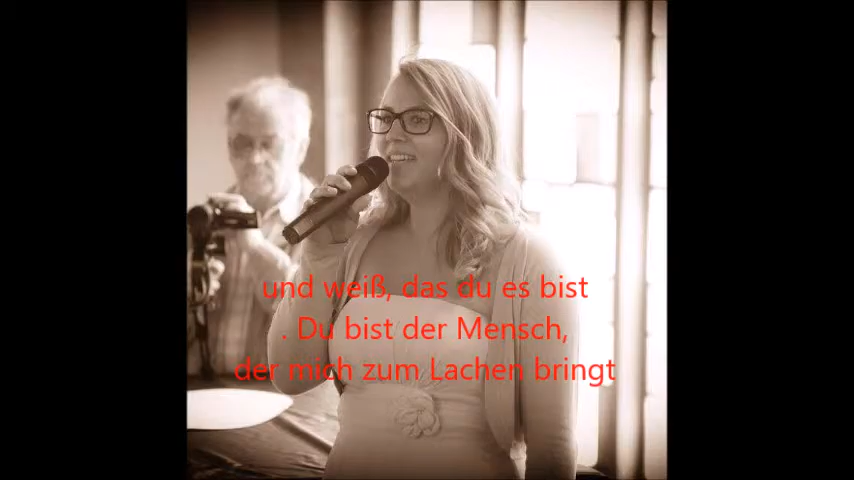 und weiß, das du es bist
. Du bist der Mensch,
der mich zum Lachen bringt